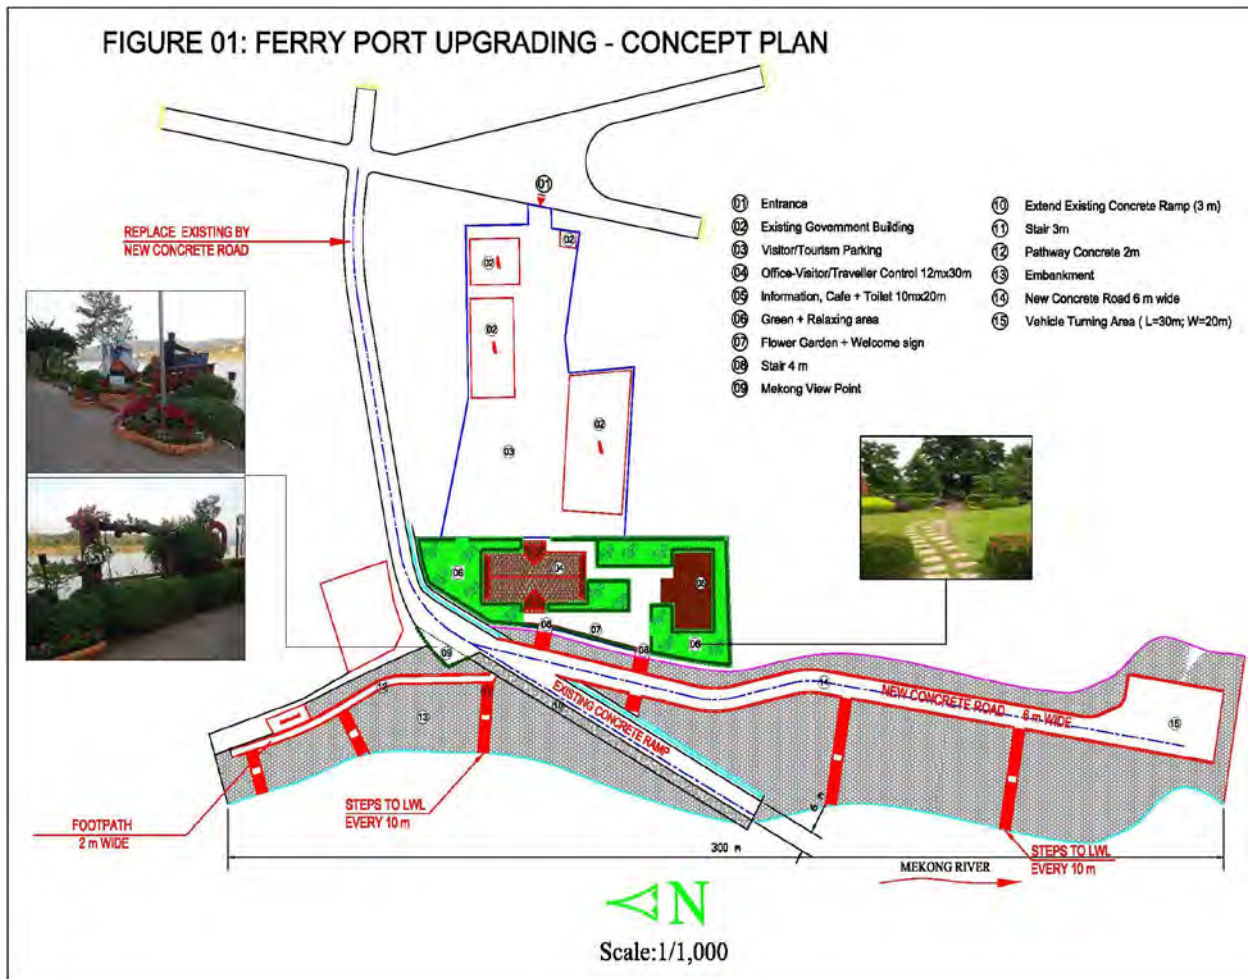 FIGURE 01: FERRY PORT UPGRADING - CONCEPT PLAN
01
REPLACE EXISTING BY
NEW CONCRETE ROAD
02
02
02
02
03
01 Entrance
02 Existing Government Building
03 Visitor/Tourism Parking
04 Office-Visitor/Traveller Control 12mx30m
05 Information, Cafe + Toilet 10mx20m
06 Green + Relaxing area
07 Flower Garden + Welcome sign
08 Stair 4 m
09 Mekong View Point
10 Extend Existing Concrete Ramp (3 m)
11 Stair 3m
12 Pathway Concrete 2m
13 Embankment
14 New Concrete Road 6 m wide
15 Vehicle Turning Area ( L=30m; W=20m)
04
05
06
06
07
08
08
09
12
13
10
14
15
EXISTING CONCRETE RAMP
NEW CONCRETE ROAD 6 m WIDE
FOOTPATH
2 m WIDE
STEPS TO LWL
EVERY 10 m
6 m
STEPS TO LWL
EVERY 10 m
300 m
MEKONG RIVER
N
Scale:1/1,000